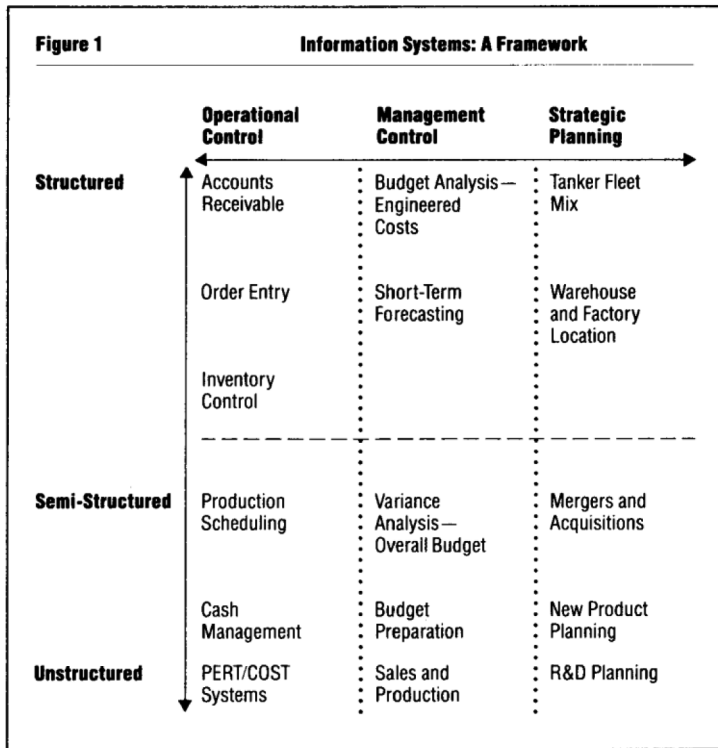 Figure 1 Information Systems: A Framework
Operational Management Strategic
Control Control Planning
Structured Accounts Budget Analysis— Tanker Fleet
Receivable Engineered Mix
Costs
Order Entry Short-Term Warehouse
Forecasting and Factory
Location
Inventory
Control
Semi-Structured Production Variance Mergers and
Scheduling Analysis— Acquisitions
Overall Budget
Cash Budget New Product
Management Preparation Planning
Unstructured PERT/COST Sales and R&D Planning
Systems Production